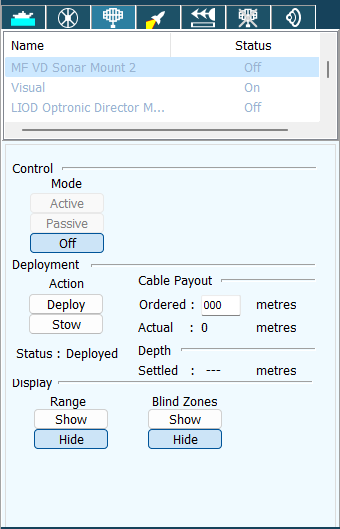 Name Status
MF VD Sonar Mount 2 Off
Visual On
LIOD Optronic Director M... Off
Control
Mode
Active
Passive
Off
Deployment
Action
Deploy
Stow
Status : Deployed
Cable Payout
Ordered : 000 metres
Actual : 0 metres
Depth
Settled : --- metres
Display
Range
Show
Hide
Blind Zones
Show
Hide